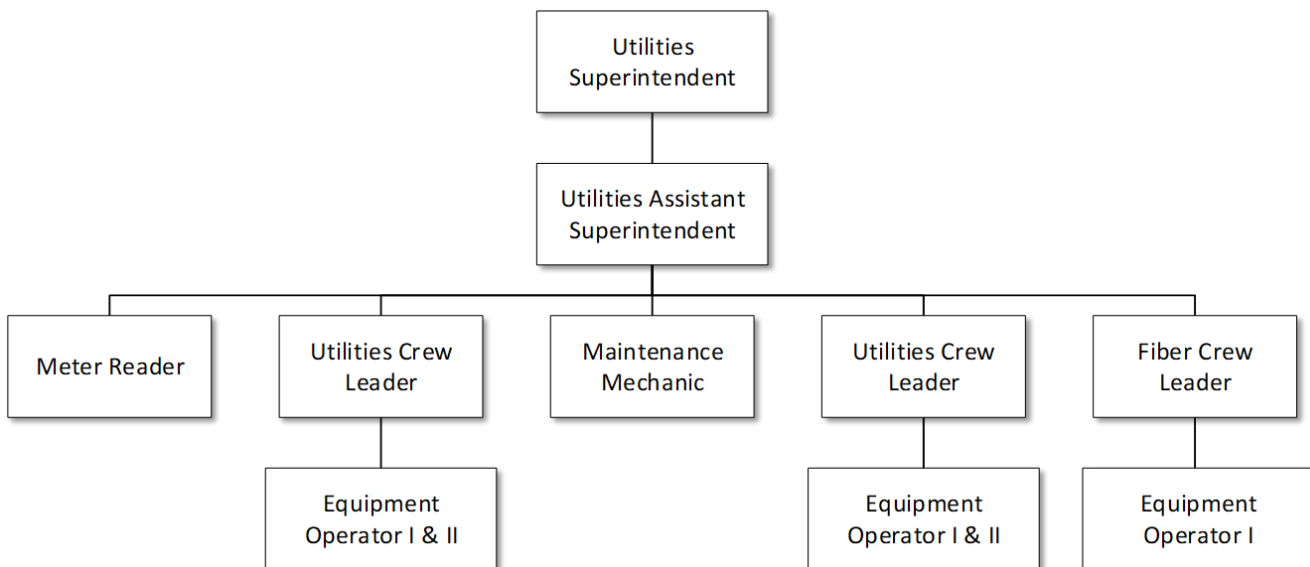 Utilities
Superintendent
Utilities Assistant
Superintendent
Meter Reader
Utilities Crew
Leader
Maintenance
Mechanic
Utilities Crew
Leader
Fiber Crew
Leader
Equipment
Operator I & II
Equipment
Operator I & II
Equipment
Operator I